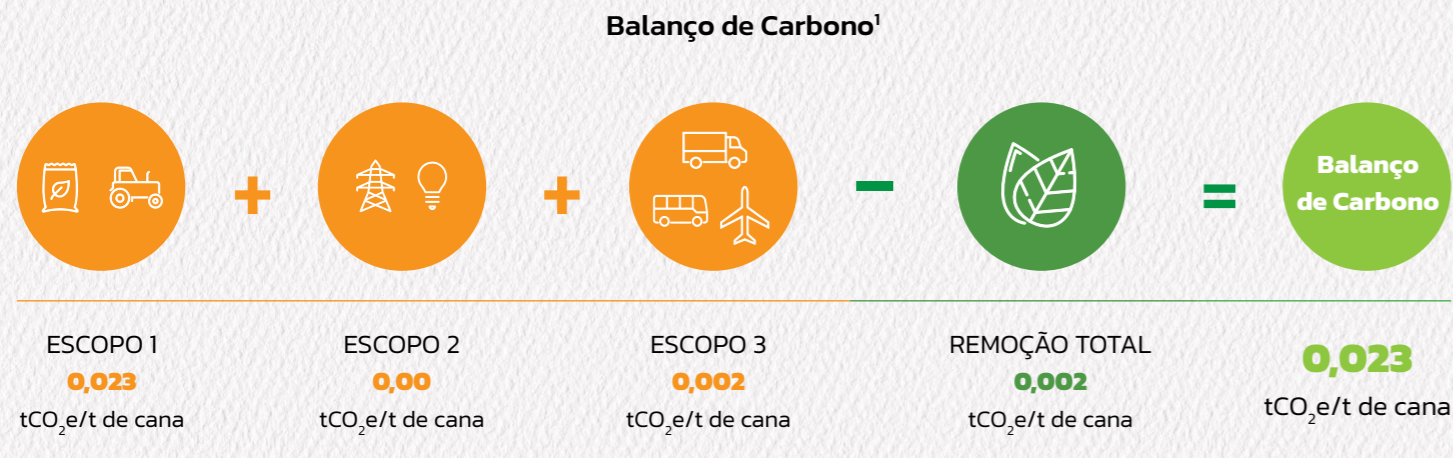 Balanço de Carbono¹
+ + − = Balanço
de Carbono
ESCOPO 1
0,023
tCO₂e/t de cana
ESCOPO 2
0,00
tCO₂e/t de cana
ESCOPO 3
0,002
tCO₂e/t de cana
REMOÇÃO TOTAL
0,002
tCO₂e/t de cana
0,023
tCO₂e/t de cana